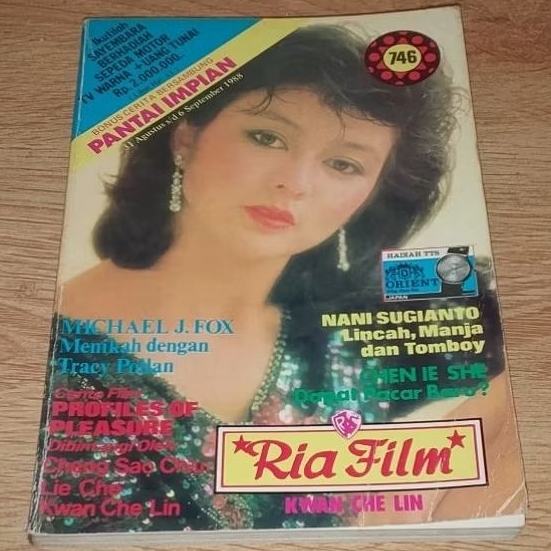 Ikutilah
SAYEMBARA
BERHADIAH
SEPEDA MOTOR
TV WARNA + UANG TUNAI
Rp. 2.000.000,-
BONUS CERITA BERSAMBUNG
PANTAI IMPIAN
31 Agustus s/d 6 September 1988
746
HADIAH TTS
ORIENT
JAPAN
NANI SUGIANTO
Lincah, Manja
dan Tomboy
MICHAEL J. FOX
Menikah dengan
Tracy Pollan
CHEN IE SHE
Dapat Pacar Baru?
Cerita Film
PROFILES OF
PLEASURE
Dibintangi Oleh
Cheng Sao Chiu
Lie Che
Kwan Che Lin
Ria Film
KWAN CHE LIN